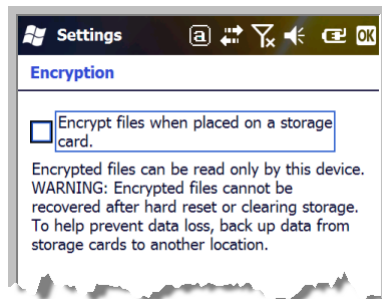 Settings
a
OK
Encryption
Encrypt files when placed on a storage
card.
Encrypted files can be read only by this device.
WARNING: Encrypted files cannot be
recovered after hard reset or clearing storage.
To help prevent data loss, back up data from
storage cards to another location.